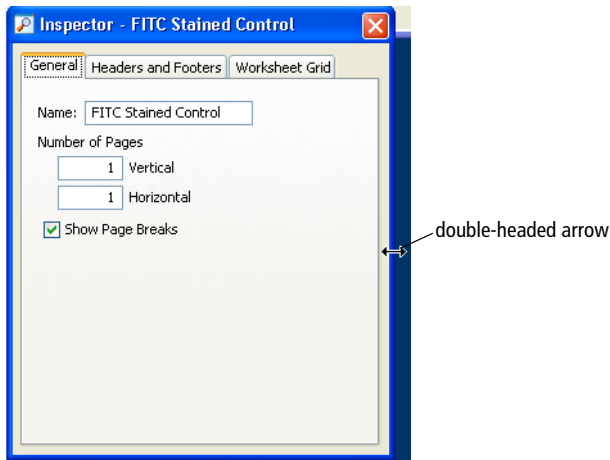 Inspector - FITC Stained Control
General Headers and Footers Worksheet Grid
Name: FITC Stained Control
Number of Pages
1 Vertical
1 Horizontal
Show Page Breaks
double-headed arrow